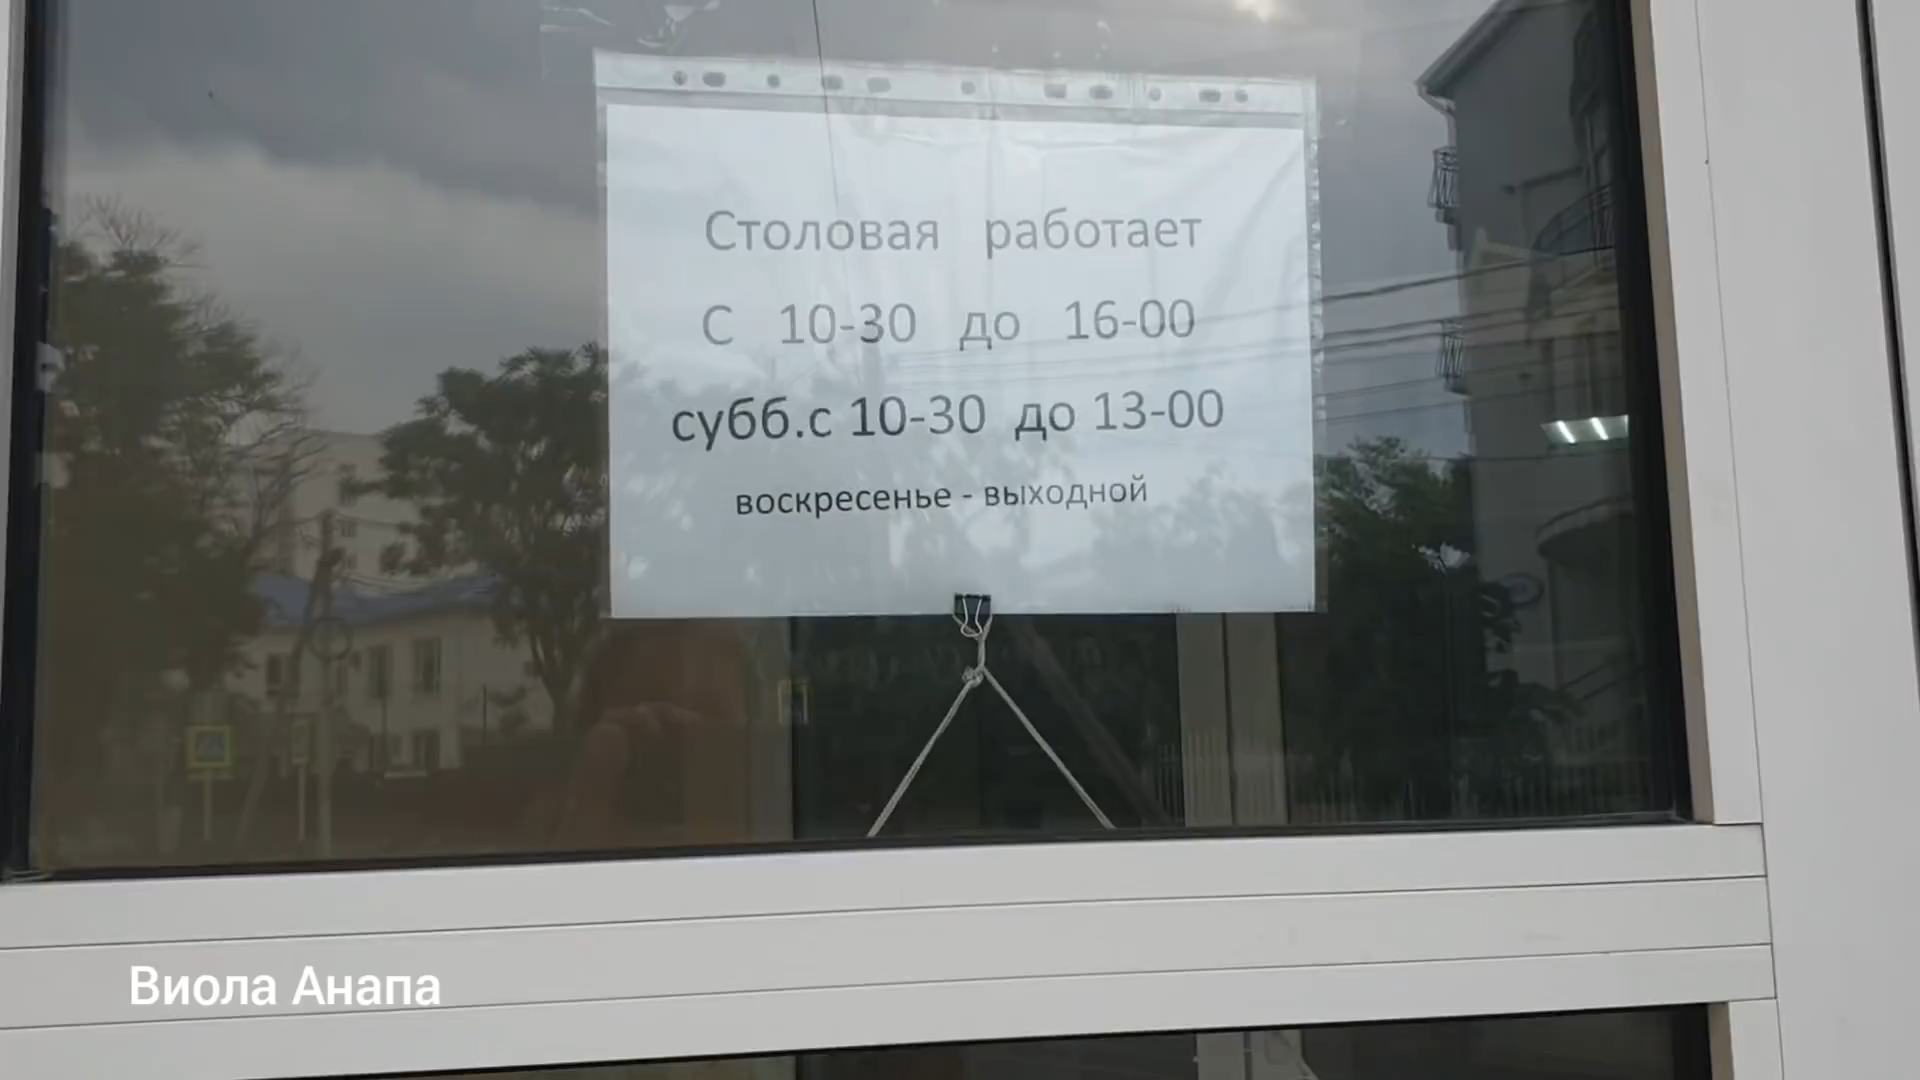 Столовая работает
С 10-30 до 16-00
субб.с 10-30 до 13-00
воскресенье - выходной
Виола Анапа